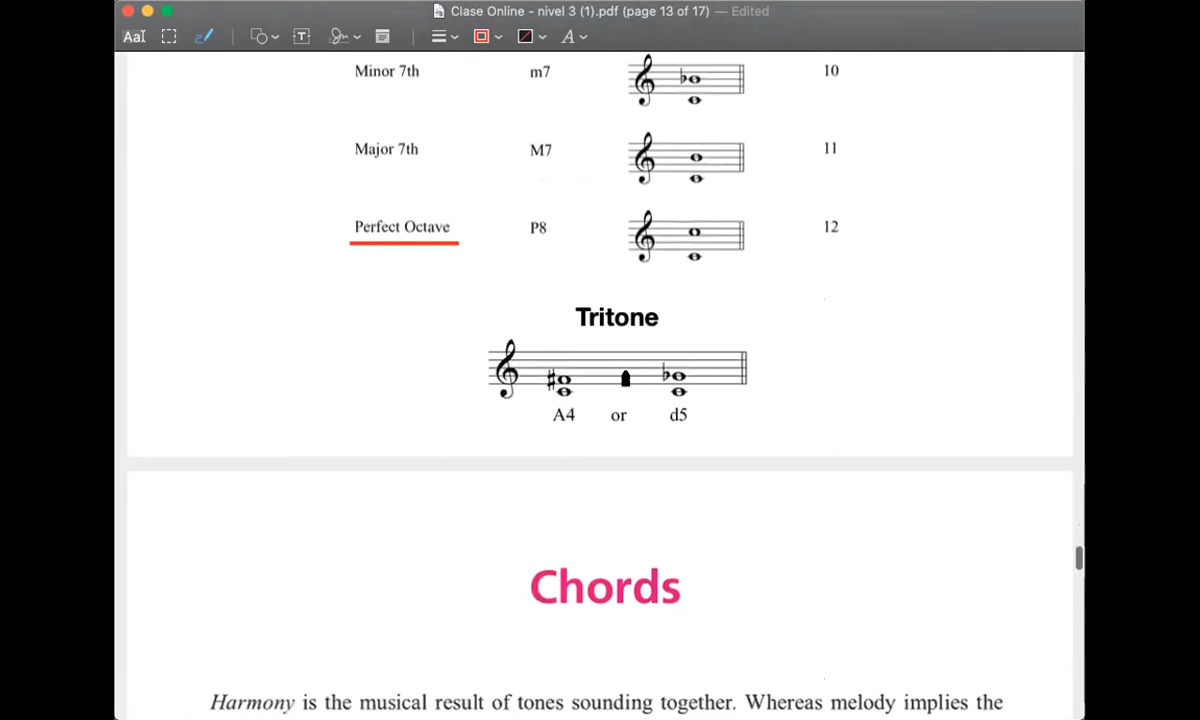 Clase Online - nivel 3 (1).pdf (page 13 of 17) — Edited
AaI T A
Minor 7th m7 10
Major 7th M7 11
Perfect Octave P8 12
Tritone
A4 or d5
Chords
Harmony is the musical result of tones sounding together. Whereas melody implies the